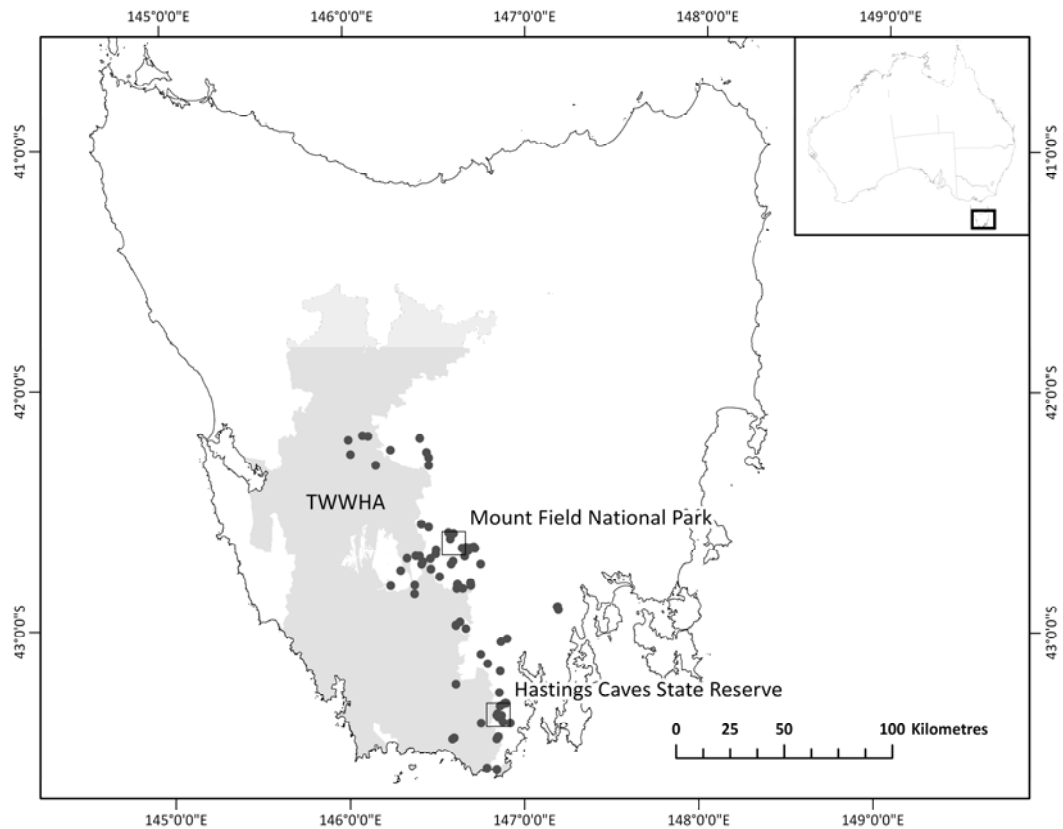 145°0'0"E 146°0'0"E 147°0'0"E 148°0'0"E 149°0'0"E
41°0'0"S
41°0'0"S
42°0'0"S
42°0'0"S
TWWHA
Mount Field National Park
43°0'0"S
43°0'0"S
Hastings Caves State Reserve
0 25 50 100 Kilometres
145°0'0"E 146°0'0"E 147°0'0"E 148°0'0"E 149°0'0"E